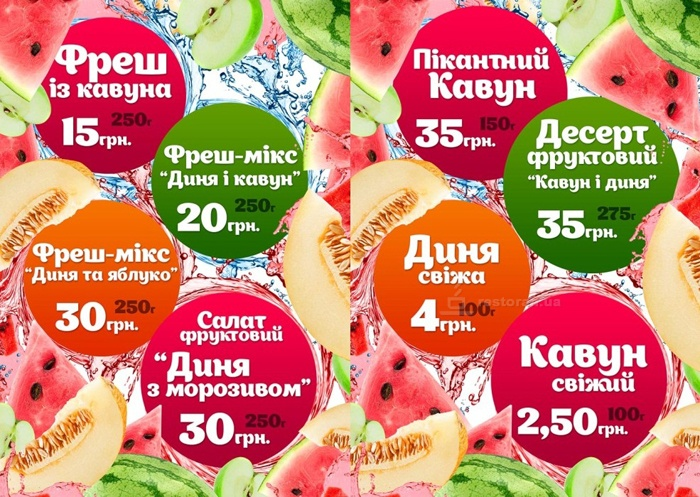 Фреш
із кавуна
250г
15 грн.
Фреш-мікс
“Диня і кавун”
250г
20 грн.
Фреш-мікс
“Диня та яблуко”
250г
30 грн.
Салат
фруктовий
“Диня
з морозивом”
250г
30 грн.
Пікантний
Кавун
150г
35 грн.
Десерт
фруктовий
“Кавун і диня”
275г
35 грн.
Диня
свіжа
100г
4 грн.
restoran.ua
Кавун
свіжий
100г
2,50 грн.